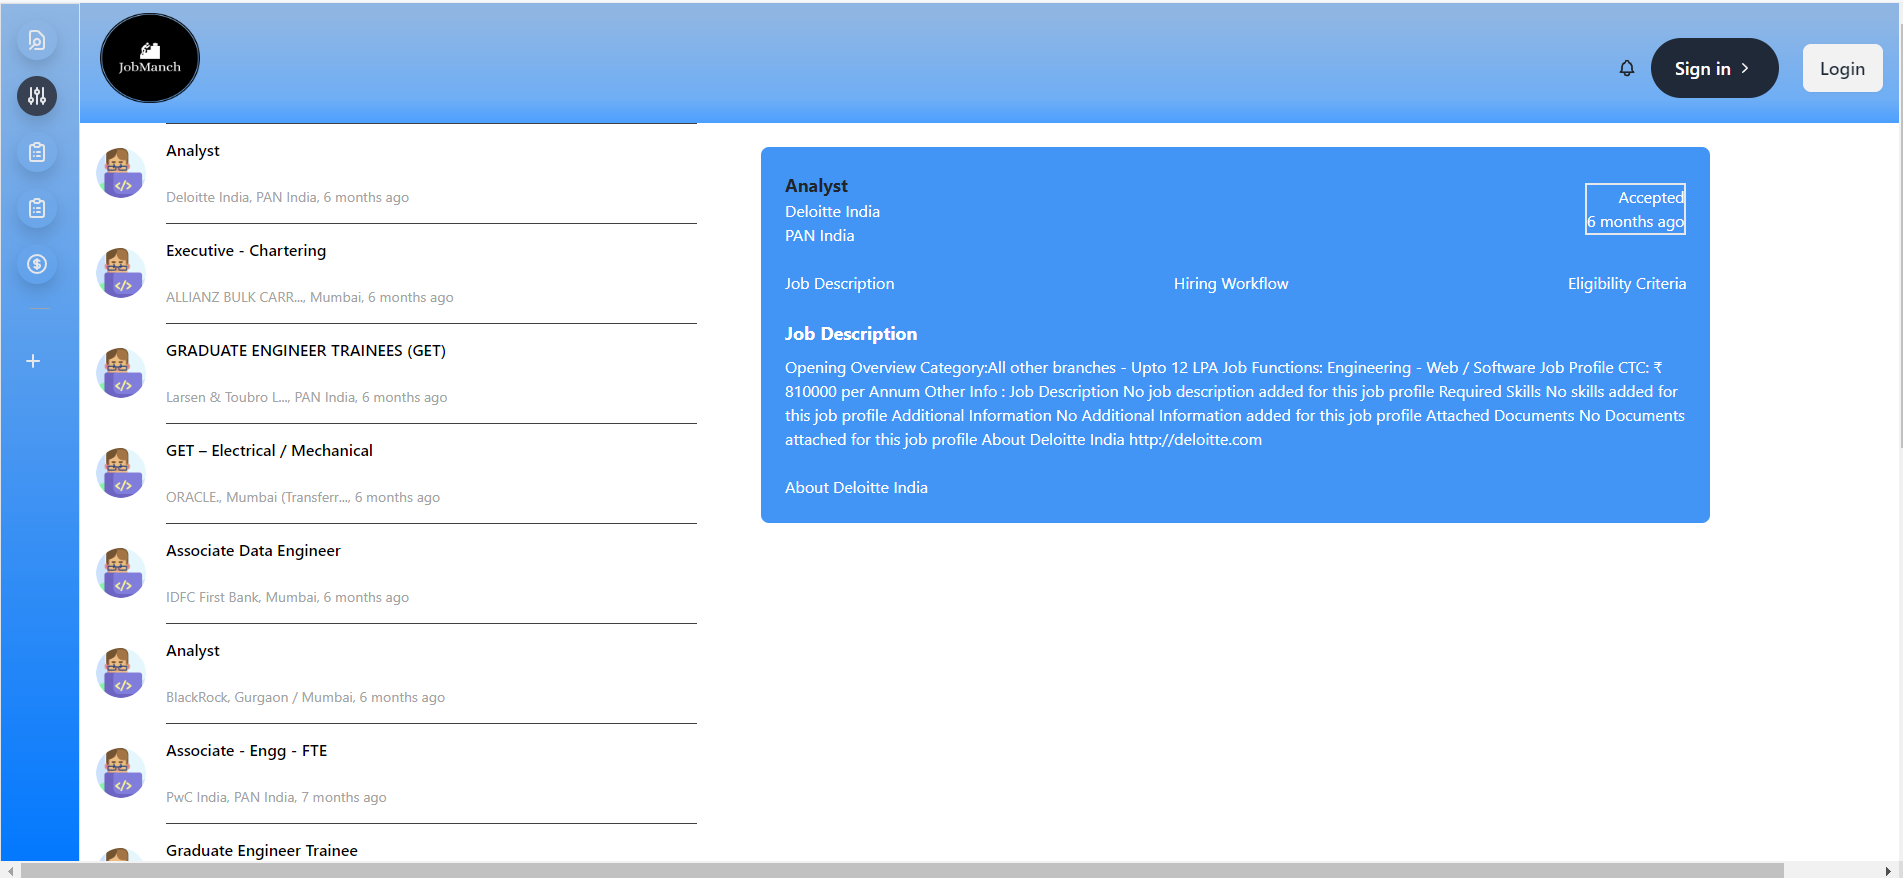 JobManch
Sign in
Login
Analyst
Deloitte India, PAN India, 6 months ago
Executive - Chartering
ALLIANZ BULK CARR..., Mumbai, 6 months ago
GRADUATE ENGINEER TRAINEES (GET)
Larsen & Toubro L..., PAN India, 6 months ago
GET – Electrical / Mechanical
ORACLE., Mumbai (Transferr..., 6 months ago
Associate Data Engineer
IDFC First Bank, Mumbai, 6 months ago
Analyst
BlackRock, Gurgaon / Mumbai, 6 months ago
Associate - Engg - FTE
PwC India, PAN India, 7 months ago
Graduate Engineer Trainee
Analyst
Deloitte India
PAN India
Accepted
6 months ago
Job Description
Hiring Workflow
Eligibility Criteria
Job Description
Opening Overview Category:All other branches - Upto 12 LPA Job Functions: Engineering - Web / Software Job Profile CTC: ₹
810000 per Annum Other Info : Job Description No job description added for this job profile Required Skills No skills added for
this job profile Additional Information No Additional Information added for this job profile Attached Documents No Documents
attached for this job profile About Deloitte India http://deloitte.com
About Deloitte India